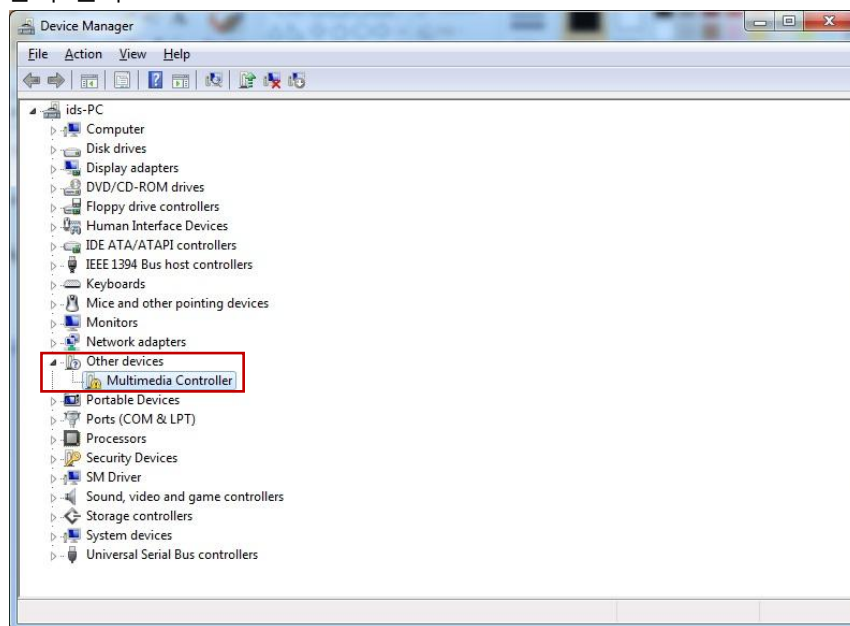 Device Manager
File Action View Help
ids-PC
Computer
Disk drives
Display adapters
DVD/CD-ROM drives
Floppy drive controllers
Human Interface Devices
IDE ATA/ATAPI controllers
IEEE 1394 Bus host controllers
Keyboards
Mice and other pointing devices
Monitors
Network adapters
Other devices
Multimedia Controller
Portable Devices
Ports (COM & LPT)
Processors
Security Devices
SM Driver
Sound, video and game controllers
Storage controllers
System devices
Universal Serial Bus controllers